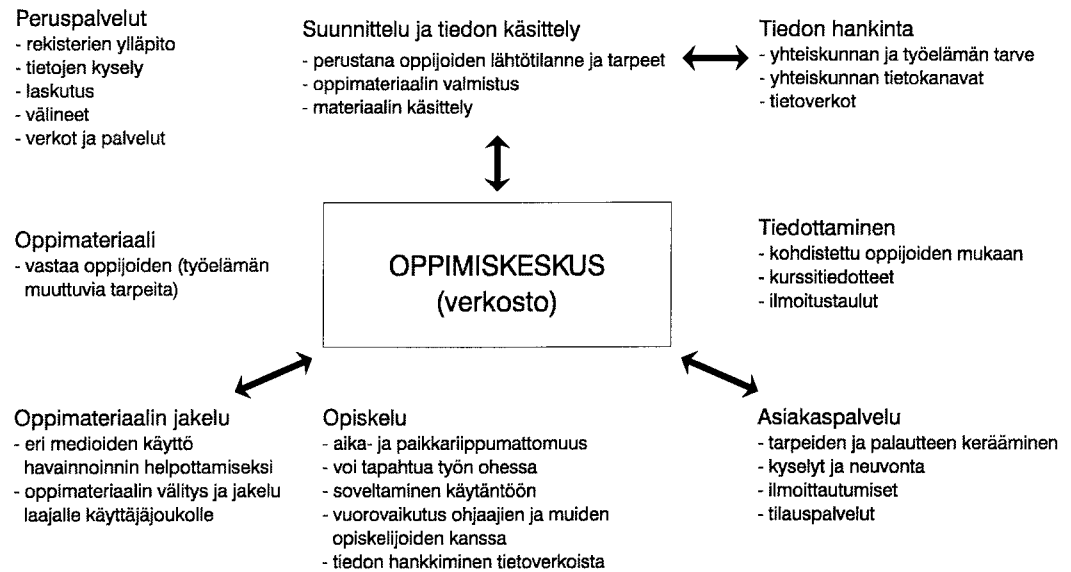 Peruspalvelut
- rekisterien ylläpito
- tietojen kysely
- laskutus
- välineet
- verkot ja palvelut
Suunnittelu ja tiedon käsittely
- perustana oppijoiden lähtötilanne ja tarpeet
- oppimateriaalin valmistus
- materiaalin käsittely
Tiedon hankinta
- yhteiskunnan ja työelämän tarve
- yhteiskunnan tietokanavat
- tietoverkot
Oppimateriaali
- vastaa oppijoiden (työelämän
muuttuvia tarpeita)
OPPIMISKESKUS
(verkosto)
Tiedottaminen
- kohdistettu oppijoiden mukaan
- kurssitiedotteet
- ilmoitustaulut
Oppimateriaalin jakelu
- eri medioiden käyttö
havainnoinnin helpottamiseksi
- oppimateriaalin välitys ja jakelu
laajalle käyttäjäjoukolle
Opiskelu
- aika- ja paikkariippumattomuus
- voi tapahtua työn ohessa
- soveltaminen käytäntöön
- vuorovaikutus ohjaajien ja muiden
opiskelijoiden kanssa
- tiedon hankkiminen tietoverkoista
Asiakaspalvelu
- tarpeiden ja palautteen kerääminen
- kyselyt ja neuvonta
- ilmoittautumiset
- tilauspalvelut